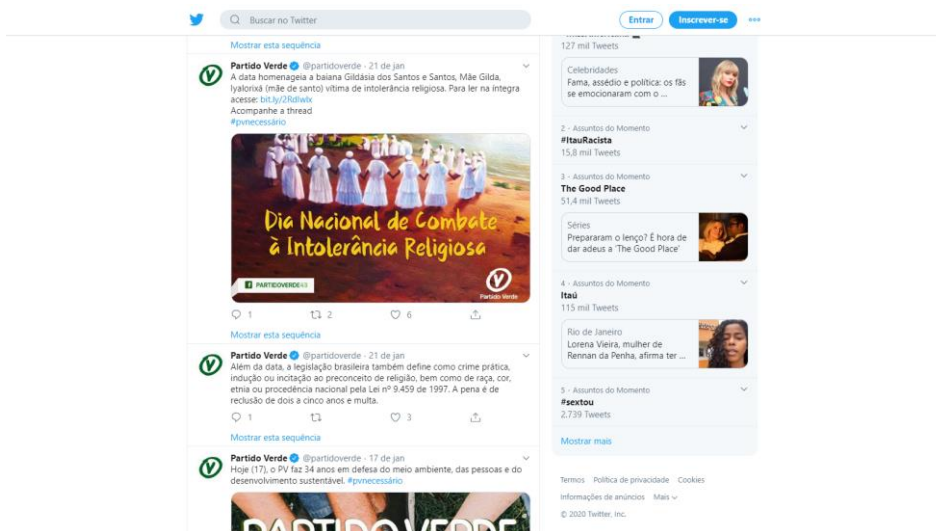 Buscar no Twitter
Entrar
Inscrever-se
Mostrar esta sequência
Partido Verde @partidoverde · 21 de jan
A data homenageia a baiana Gildásia dos Santos e Santos, Mãe Gilda,
Iyalorixá (mãe de santo) vítima de intolerância religiosa. Para ler na íntegra
acesse: bit.ly/2RdIwlx
Acompanhe a thread
#pvnecessário
Dia Nacional de Combate
à Intolerância Religiosa
PARTIDOVERDE43
Partido Verde
1 2 6
Mostrar esta sequência
Partido Verde @partidoverde · 21 de jan
Além da data, a legislação brasileira também define como crime prática,
indução ou incitação ao preconceito de religião, bem como de raça, cor,
etnia ou procedência nacional pela Lei nº 9.459 de 1997. A pena é de
reclusão de dois a cinco anos e multa.
1 3
Mostrar esta sequência
Partido Verde @partidoverde · 17 de jan
Hoje (17), o PV faz 34 anos em defesa do meio ambiente, das pessoas e do
desenvolvimento sustentável. #pvnecessário
PARTIDO VERDE
127 mil Tweets
Celebridades
Fama, assédio e política: os fãs
se emocionaram com o ...
2 · Assuntos do Momento
#ItauRacista
15,8 mil Tweets
3 · Assuntos do Momento
The Good Place
51,4 mil Tweets
Séries
Prepararam o lenço? É hora de
dar adeus a 'The Good Place'
4 · Assuntos do Momento
Itaú
115 mil Tweets
Rio de Janeiro
Lorena Vieira, mulher de
Rennan da Penha, afirma ter ...
5 · Assuntos do Momento
#sextou
2.739 Tweets
Mostrar mais
Termos Política de privacidade Cookies
Informações de anúncios Mais
© 2020 Twitter, Inc.